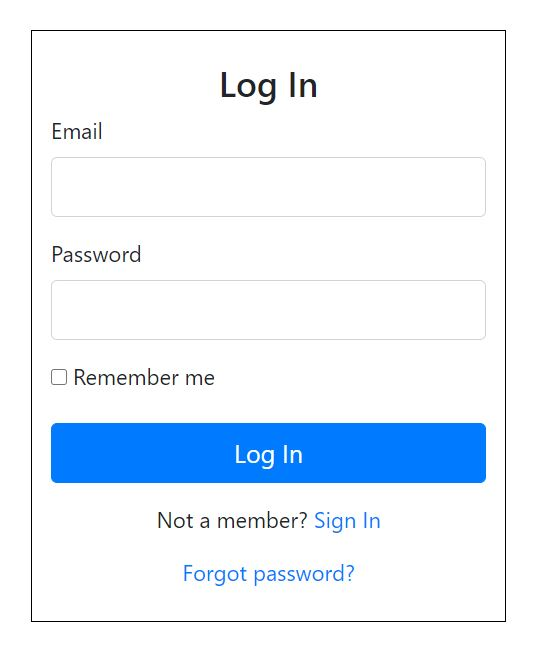 Log In
Email
Password
Remember me
Log In
Not a member? Sign In
Forgot password?